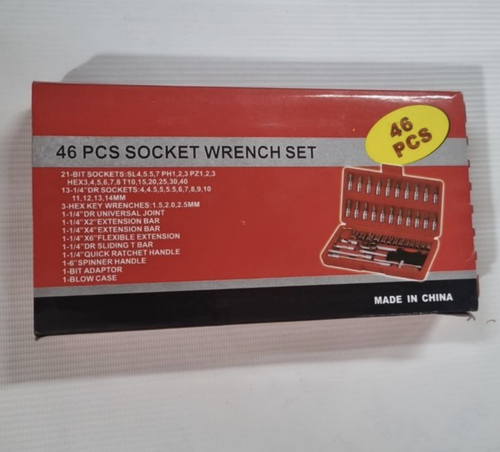 46 PCS SOCKET WRENCH SET
46
PCS
21-BIT SOCKETS:SL4,5.5,7 PH1,2,3 PZ1,2,3
HEX3,4,5,6,7,8 T10,15,20,25,30,40
13-1/4"DR SOCKETS:4,4.5,5,5.5,6,7,8,9,10
11,12,13,14MM
3-HEX KEY WRENCHES:1.5,2.0,2.5MM
1-1/4"DR UNIVERSAL JOINT
1-1/4"X2"EXTENSION BAR
1-1/4"X4"EXTENSION BAR
1-1/4"X6"FLEXIBLE EXTENSION
1-1/4"DR SLIDING T BAR
1-1/4"QUICK RATCHET HANDLE
1-6"SPINNER HANDLE
1-BIT ADAPTOR
1-BLOW CASE
MADE IN CHINA